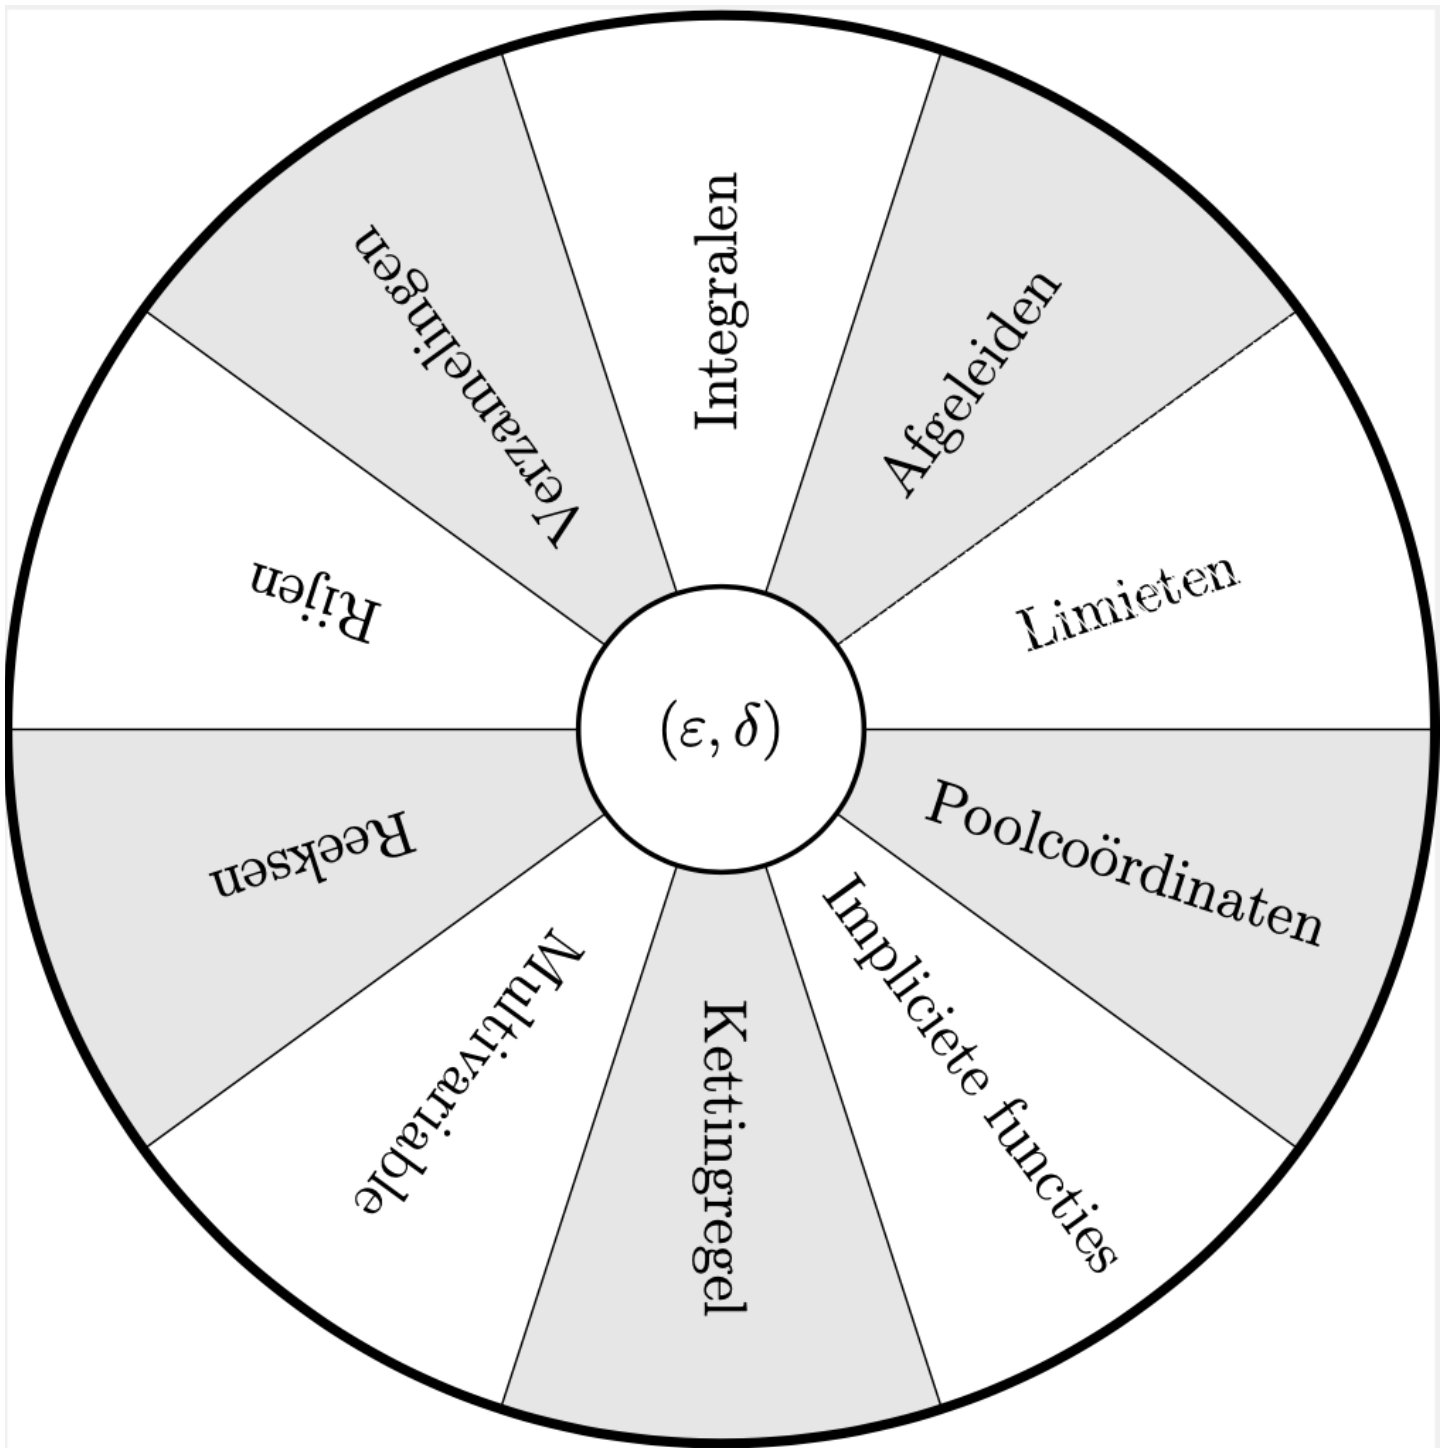 Integralen
Afgeleiden
Limieten
Poolcoördinaten
Impliciete functies
Kettingregel
Multivariable
Reeksen
Rijen
Verzamelingen
(ε, δ)